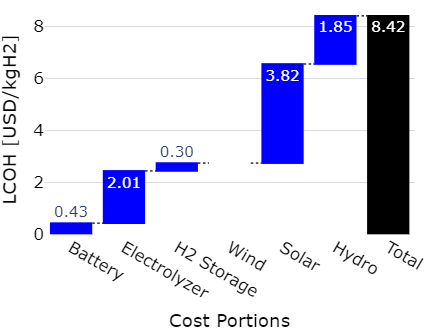 LCOH [USD/kgH2]
8
6
4
2
0
0.43
2.01
0.30
3.82
1.85
8.42
Battery
Electrolyzer
H2 Storage
Wind
Solar
Hydro
Total
Cost Portions